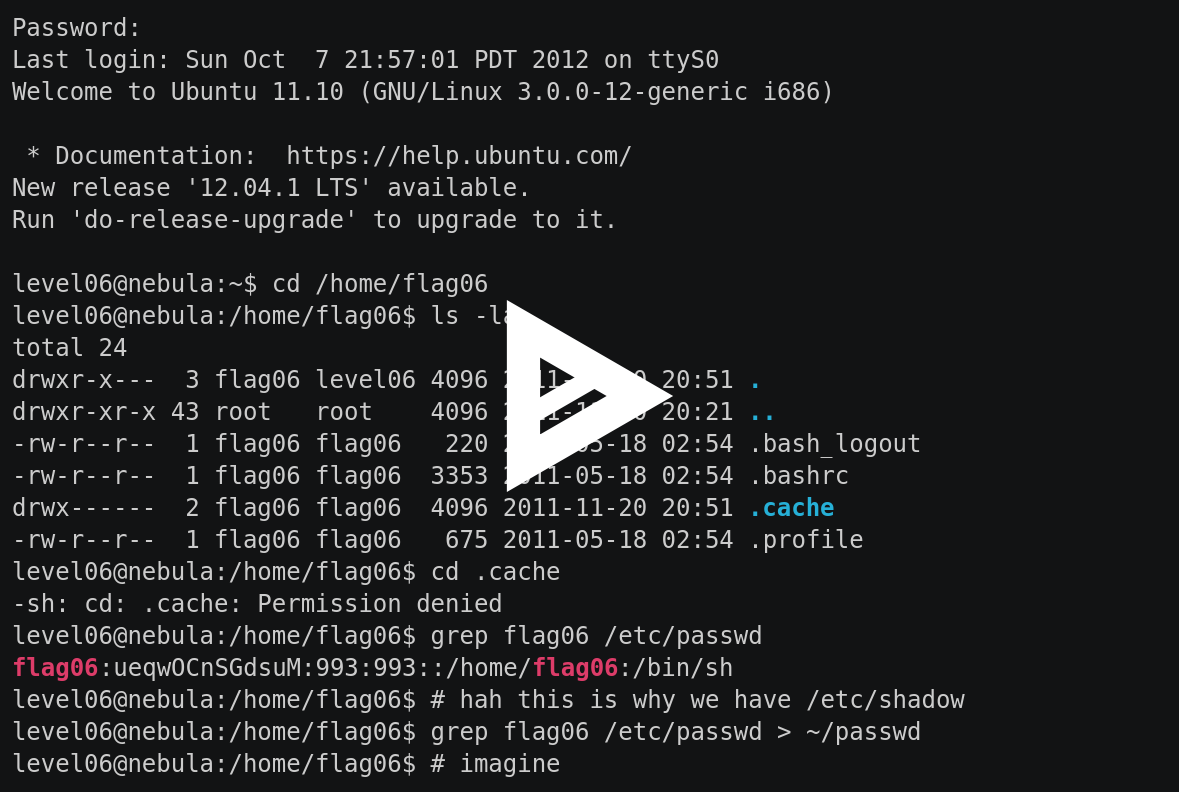 Password:
Last login: Sun Oct  7 21:57:01 PDT 2012 on ttyS0
Welcome to Ubuntu 11.10 (GNU/Linux 3.0.0-12-generic i686)
 * Documentation:  https://help.ubuntu.com/
New release '12.04.1 LTS' available.
Run 'do-release-upgrade' to upgrade to it.
level06@nebula:~$ cd /home/flag06
level06@nebula:/home/flag06$ ls -la
total 24
drwxr-x---  3 flag06 level06 4096 20:51 .
drwxr-xr-x 43 root   root    4096 20:21 ..
-rw-r--r--  1 flag06 flag06   220 02:54 .bash_logout
-rw-r--r--  1 flag06 flag06  3353 2011-05-18 02:54 .bashrc
drwx------  2 flag06 flag06  4096 2011-11-20 20:51 .cache
-rw-r--r--  1 flag06 flag06   675 2011-05-18 02:54 .profile
level06@nebula:/home/flag06$ cd .cache
-sh: cd: .cache: Permission denied
level06@nebula:/home/flag06$ grep flag06 /etc/passwd
flag06:ueqwOCnSGdsuM:993:993::/home/flag06:/bin/sh
level06@nebula:/home/flag06$ # hah this is why we have /etc/shadow
level06@nebula:/home/flag06$ grep flag06 /etc/passwd > ~/passwd
level06@nebula:/home/flag06$ # imagine